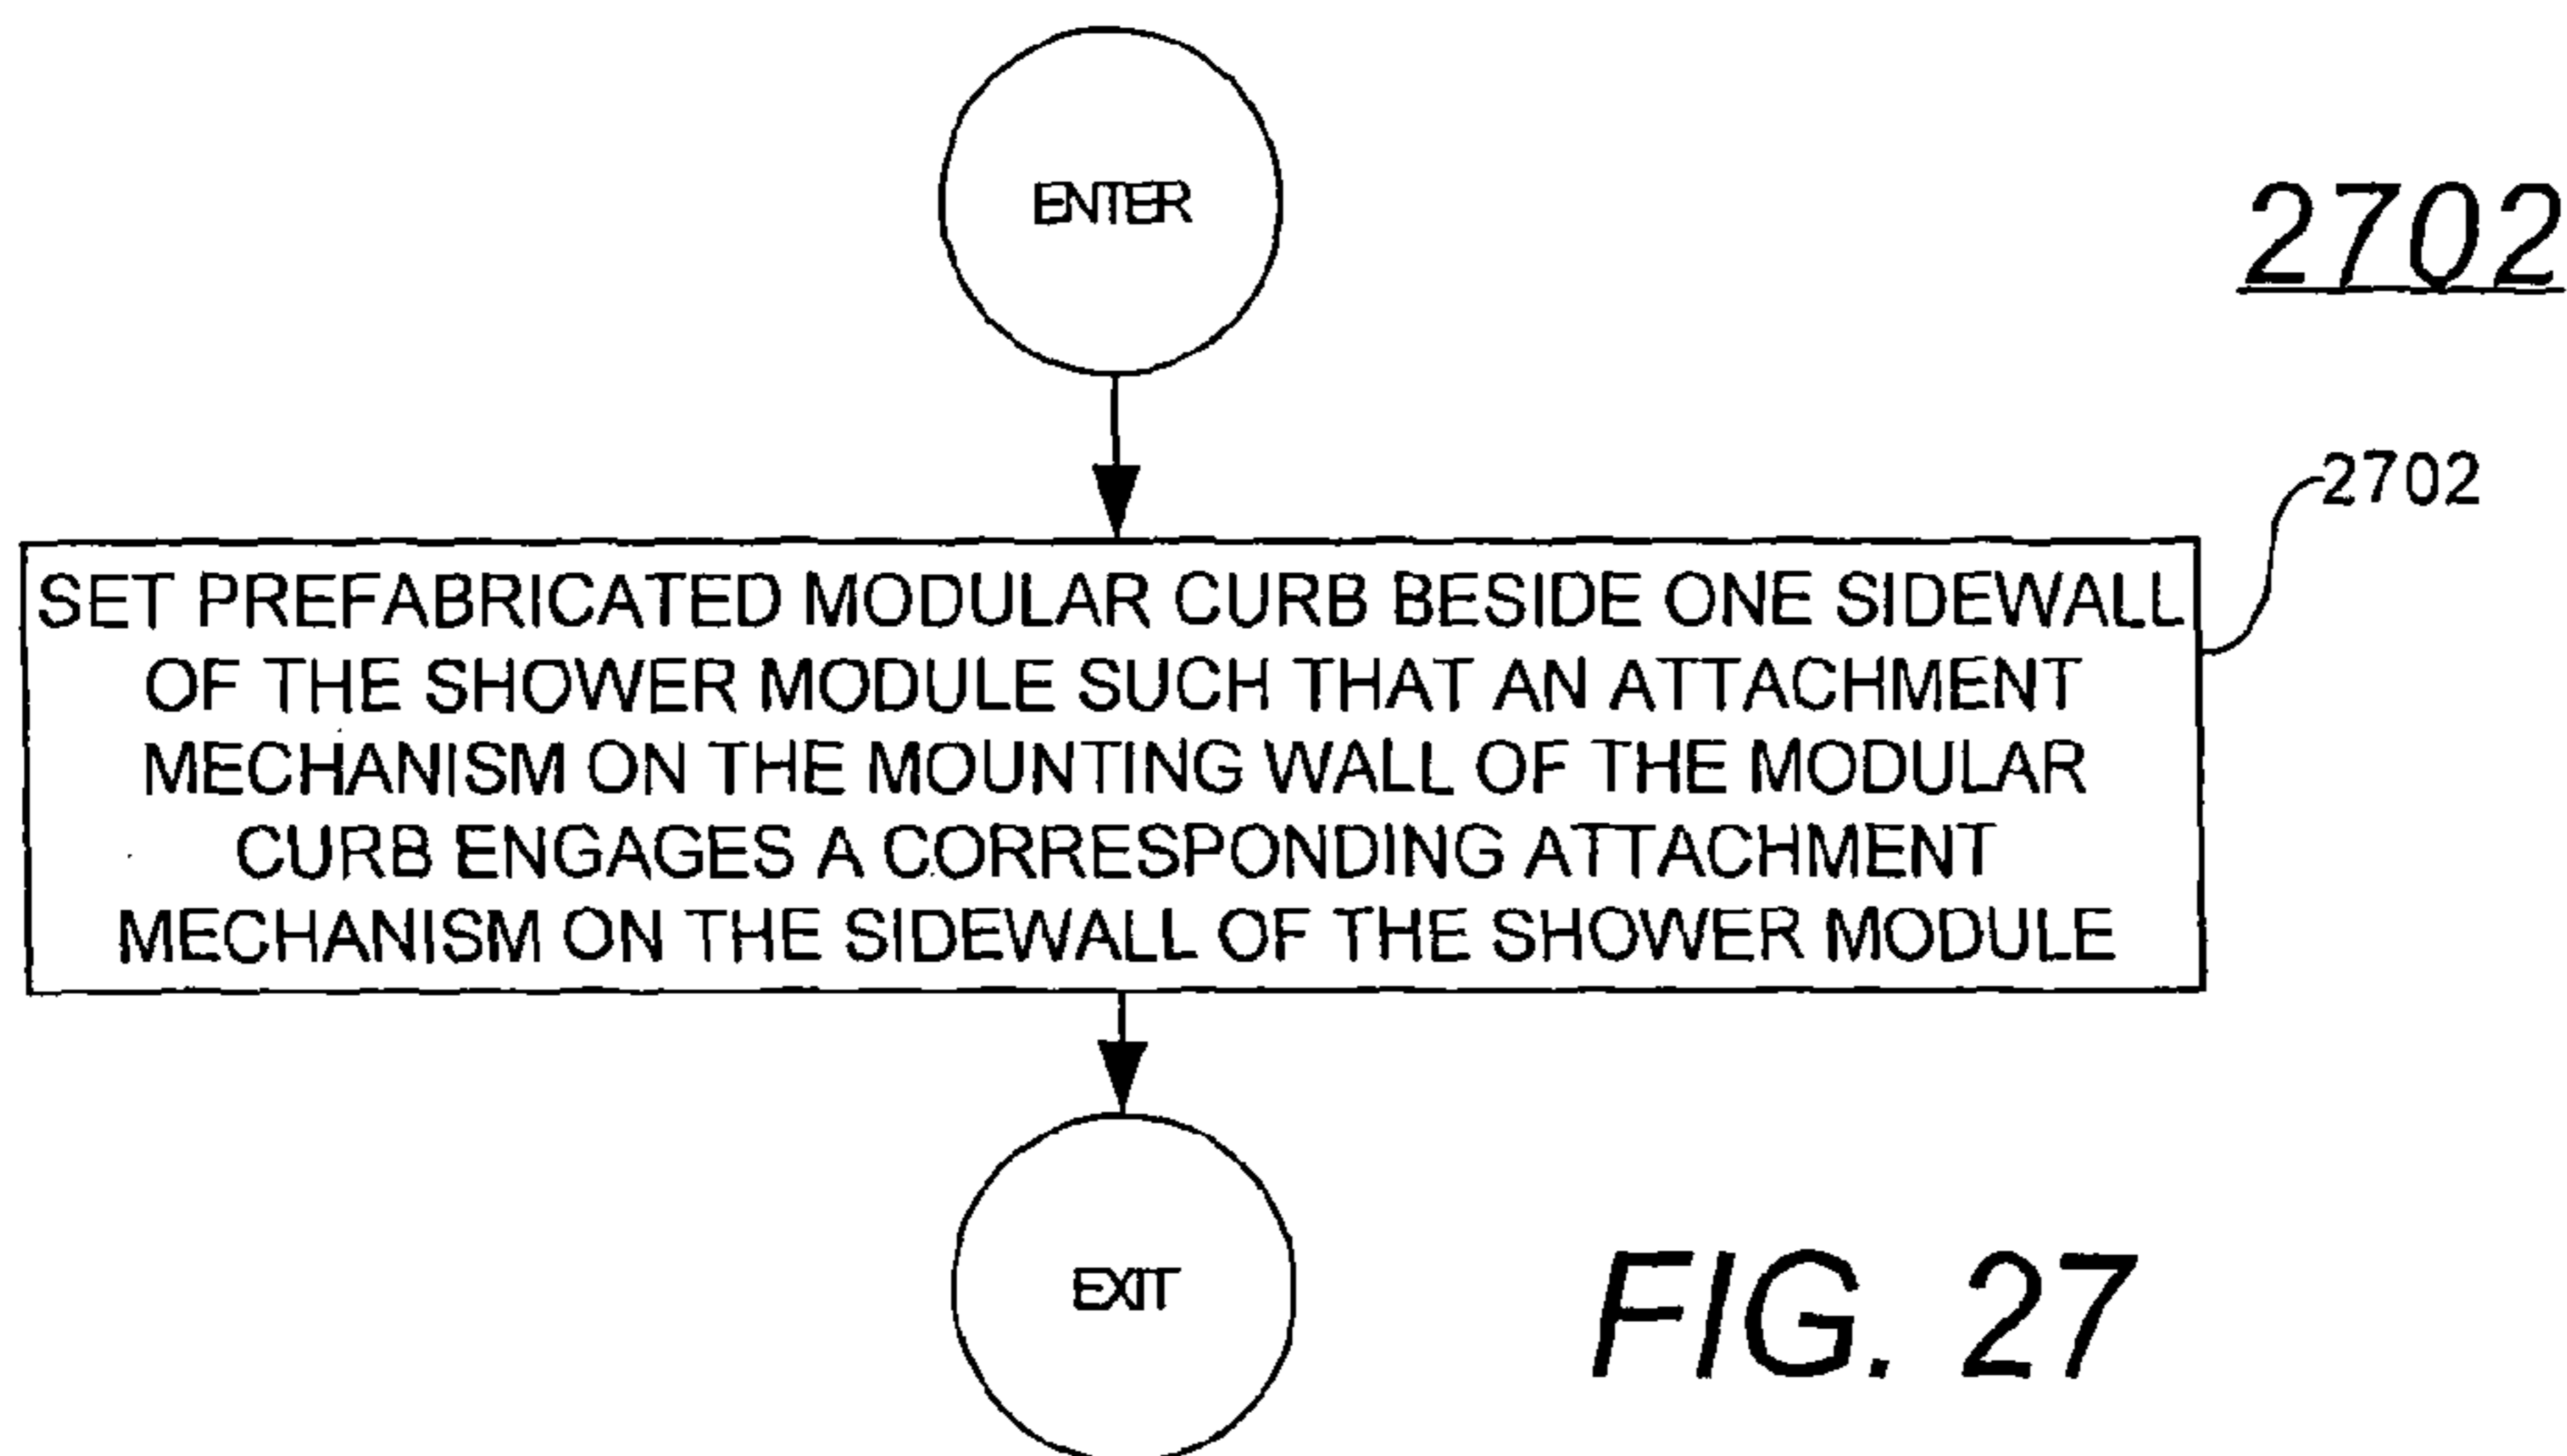 ENTER
2702
2702
SET PREFABRICATED MODULAR CURB BESIDE ONE SIDEWALL
OF THE SHOWER MODULE SUCH THAT AN ATTACHMENT
MECHANISM ON THE MOUNTING WALL OF THE MODULAR
CURB ENGAGES A CORRESPONDING ATTACHMENT
MECHANISM ON THE SIDEWALL OF THE SHOWER MODULE
EXIT
FIG. 27